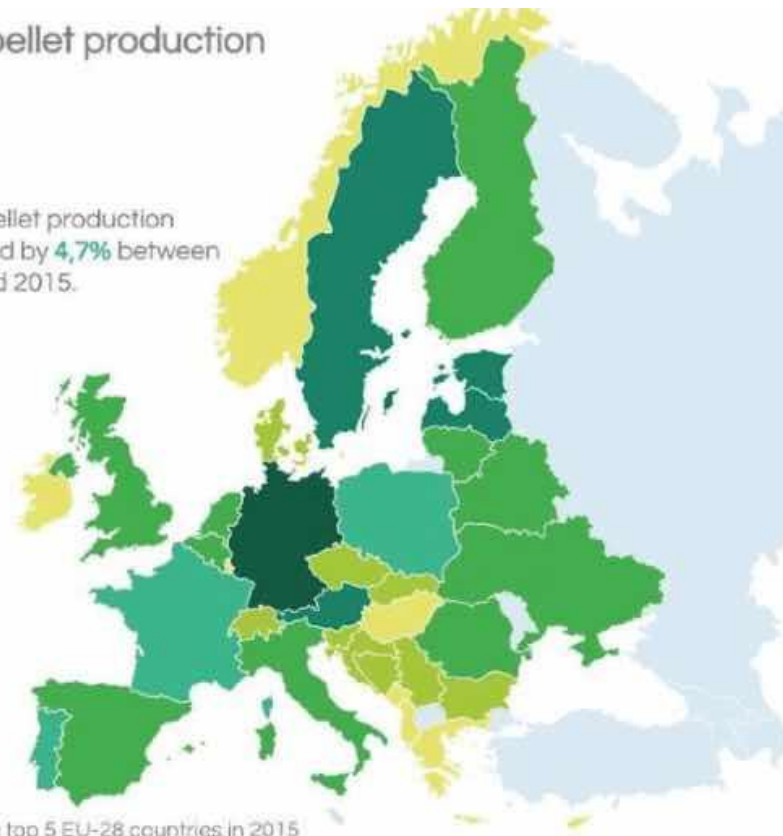 pellet production
ellet production
d by 4,7% between
d 2015.
top 5 EU-28 countries in 2015